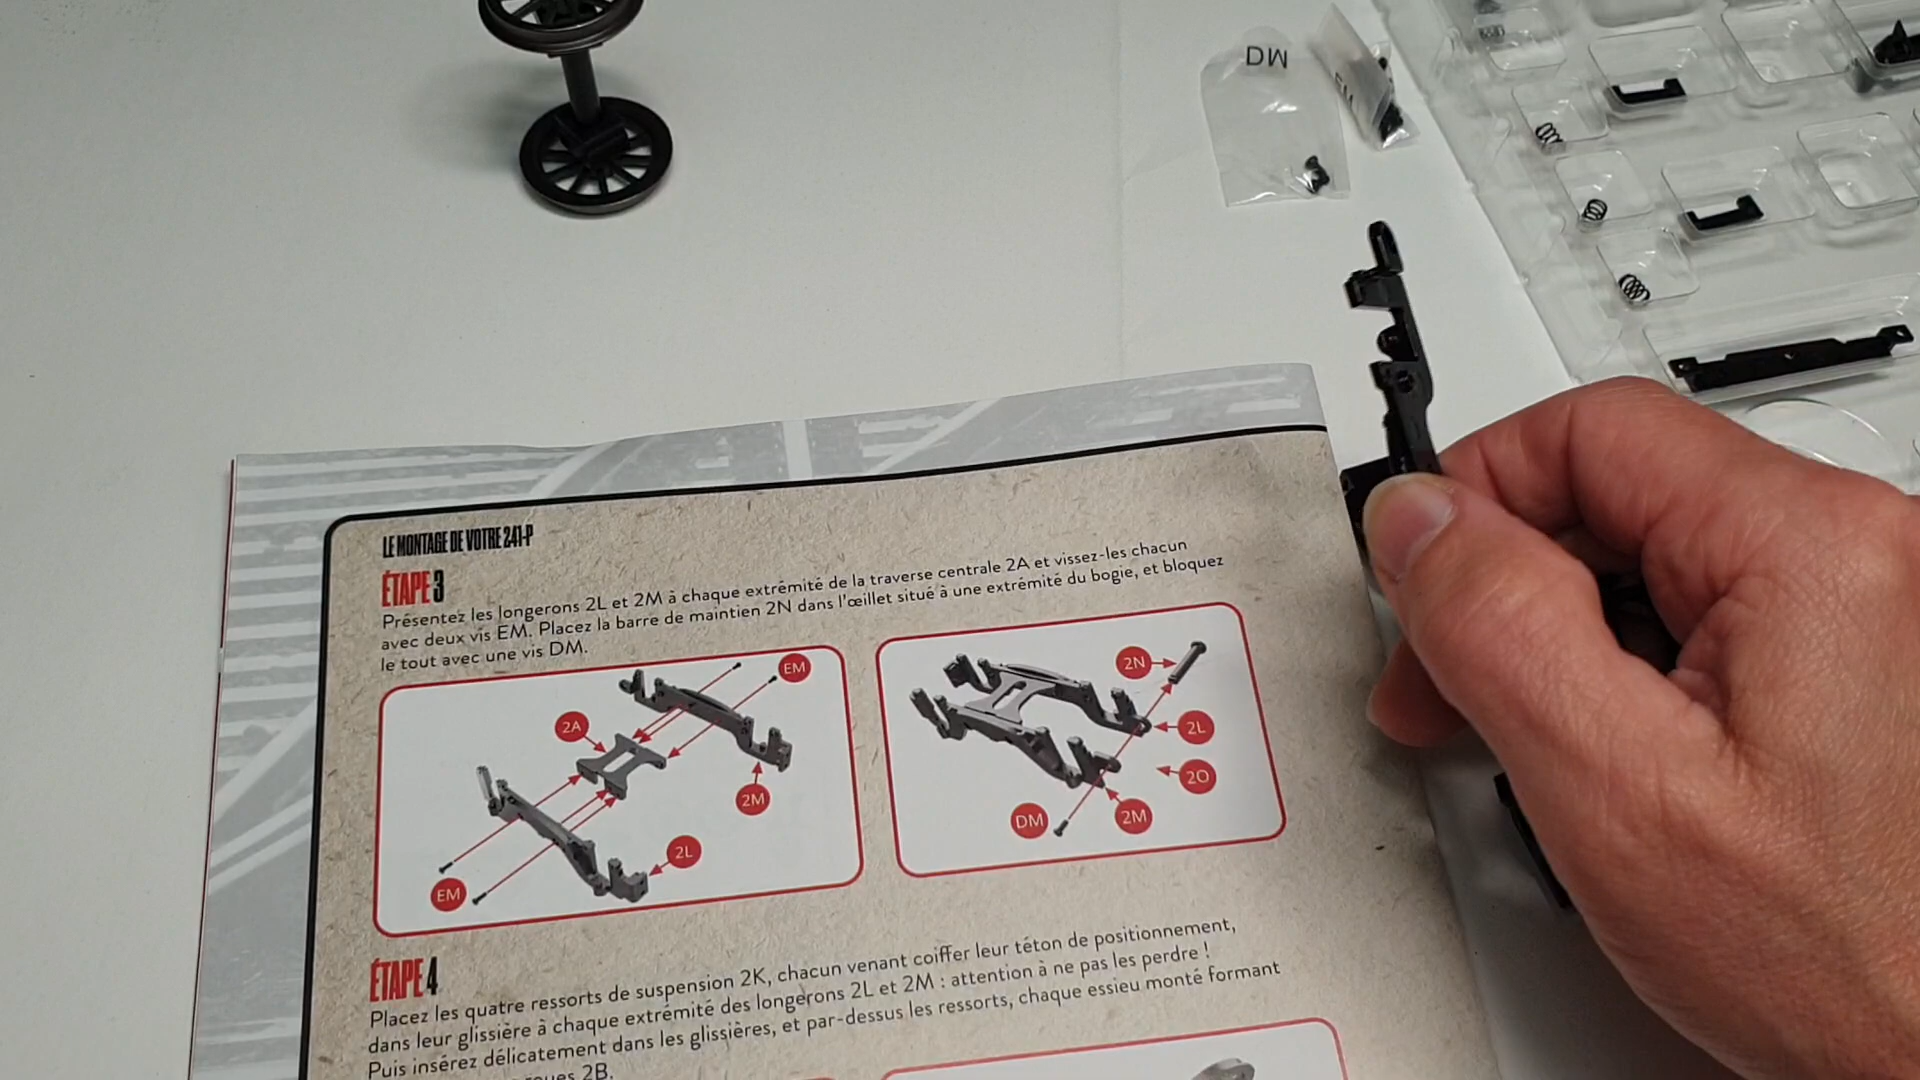 DM
EM
LE MONTAGE DE VOTRE 241-P
ÉTAPE 3
Présentez les longerons 2L et 2M à chaque extrémité de la traverse centrale 2A et vissez-les chacun
avec deux vis EM. Placez la barre de maintien 2N dans l'œillet situé à une extrémité du bogie, et bloquez
le tout avec une vis DM.
EM
2A
2M
2L
EM
2N
2L
2O
DM
2M
ÉTAPE 4
Placez les quatre ressorts de suspension 2K, chacun venant coiffer leur téton de positionnement,
dans leur glissière à chaque extrémité des longerons 2L et 2M : attention à ne pas les perdre !
Puis insérez délicatement dans les glissières, et par-dessus les ressorts, chaque essieu monté formant
2B.